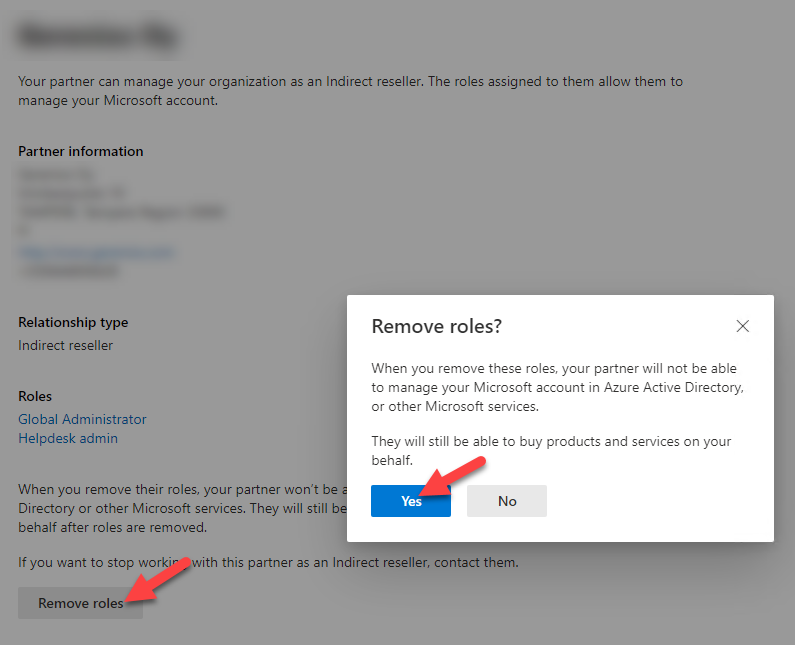 Your partner can manage your organization as an Indirect reseller. The roles assigned to them allow them to
manage your Microsoft account.
Partner information
Relationship type
Indirect reseller
Roles
Global Administrator
Helpdesk admin
When you remove their roles, your partner won't be a
Directory or other Microsoft services. They will still be
behalf after roles are removed.
If you want to stop working with this partner as an Indirect reseller, contact them.
Remove roles
Remove roles?
When you remove these roles, your partner will not be able
to manage your Microsoft account in Azure Active Directory,
or other Microsoft services.
They will still be able to buy products and services on your
behalf.
Yes
No